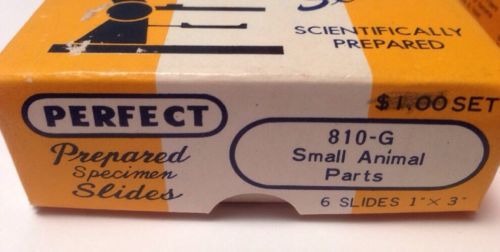 SCIENTIFICALLY
PREPARED
PERFECT
Prepared
Specimen
Slides
$1.00 SET
810-G
Small Animal
Parts
6 SLIDES 1" X 3"